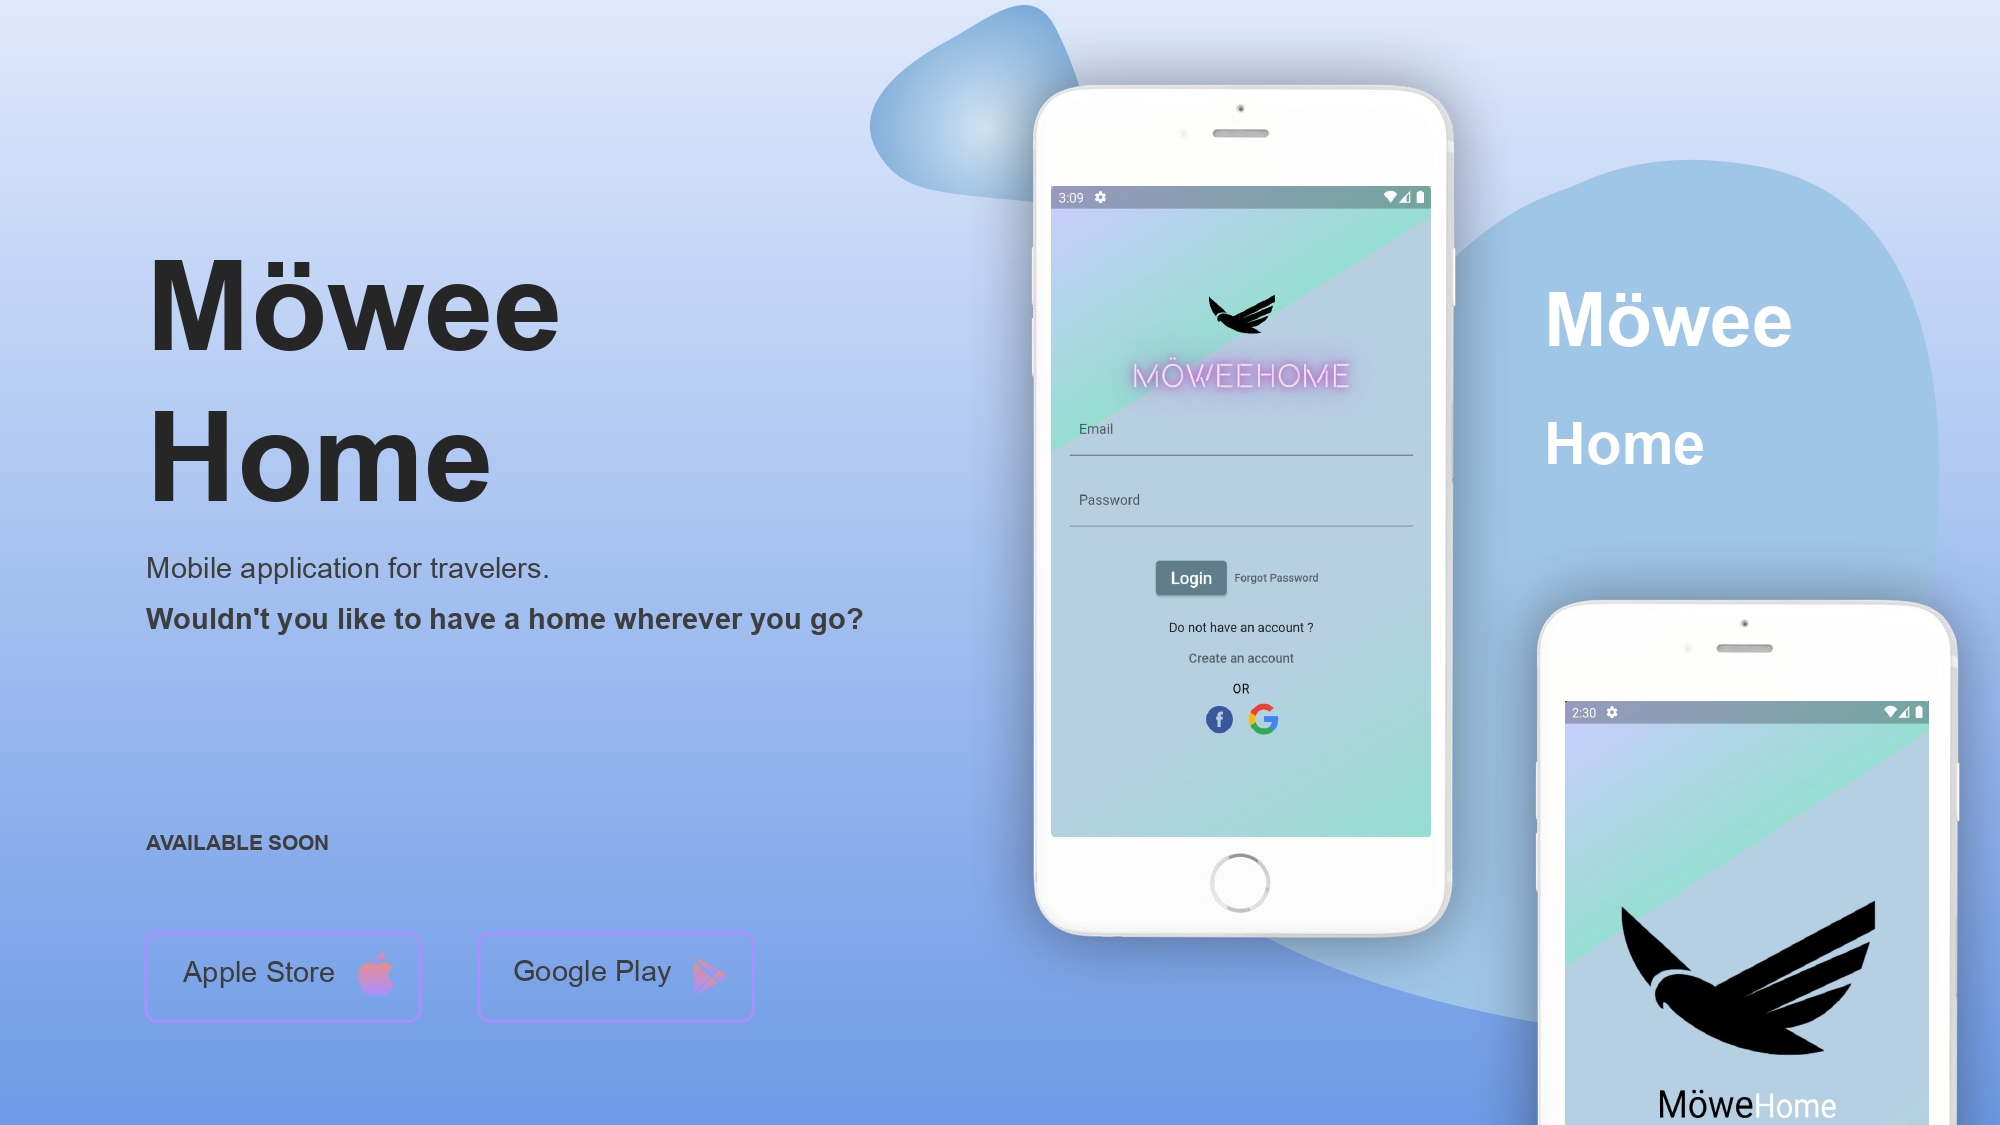 Möwee
Home
Mobile application for travelers.
Wouldn't you like to have a home wherever you go?
AVAILABLE SOON
Apple Store
Google Play
3:09
MÖWEEHOME
Email
Password
Login
Forgot Password
Do not have an account ?
Create an account
OR
Möwee
Home
2:30
MöweHome